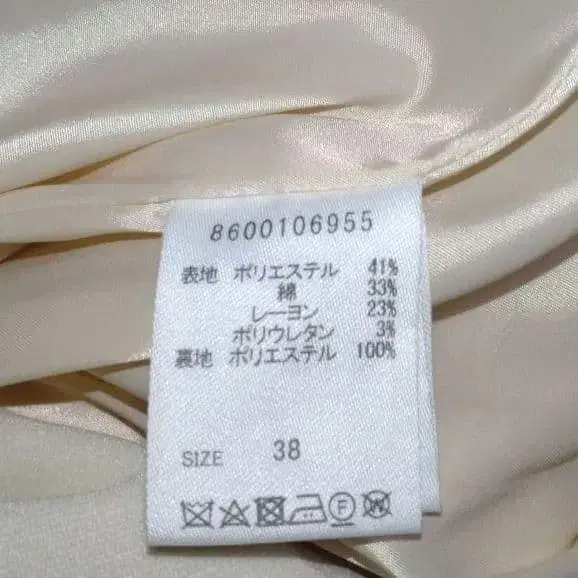 8600106955
表地 ポリエステル 41%
綿 33%
レーヨン 23%
ポリウレタン 3%
裏地 ポリエステル 100%
SIZE 38
F
W